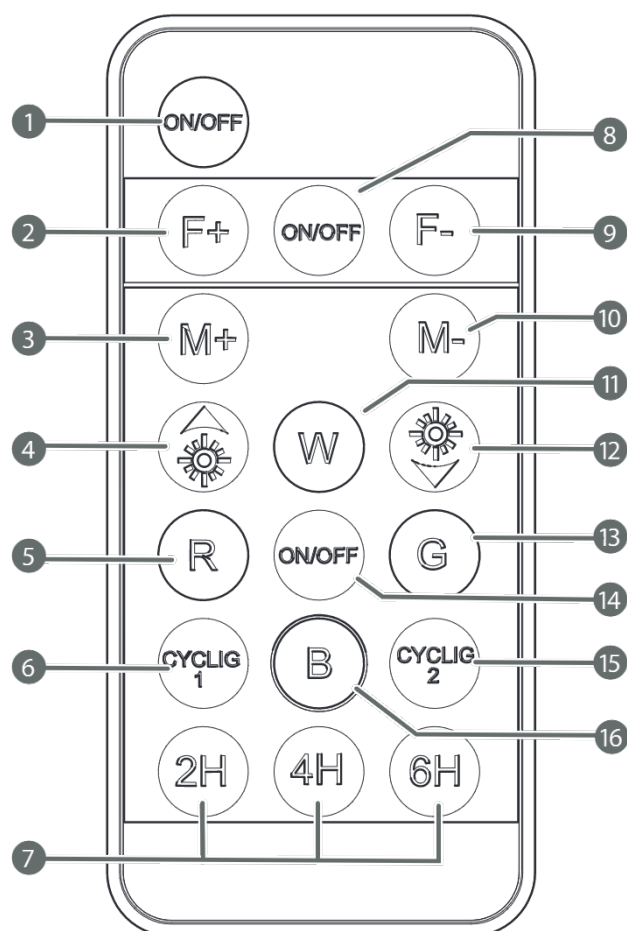 1 ON/OFF
8
2 F+ ON/OFF F- 9
3 M+ M- 10
11
4 W 12
5 R ON/OFF G 13
14
6 CYCLIG 1 B CYCLIG 2 15
16
2H 4H 6H
7